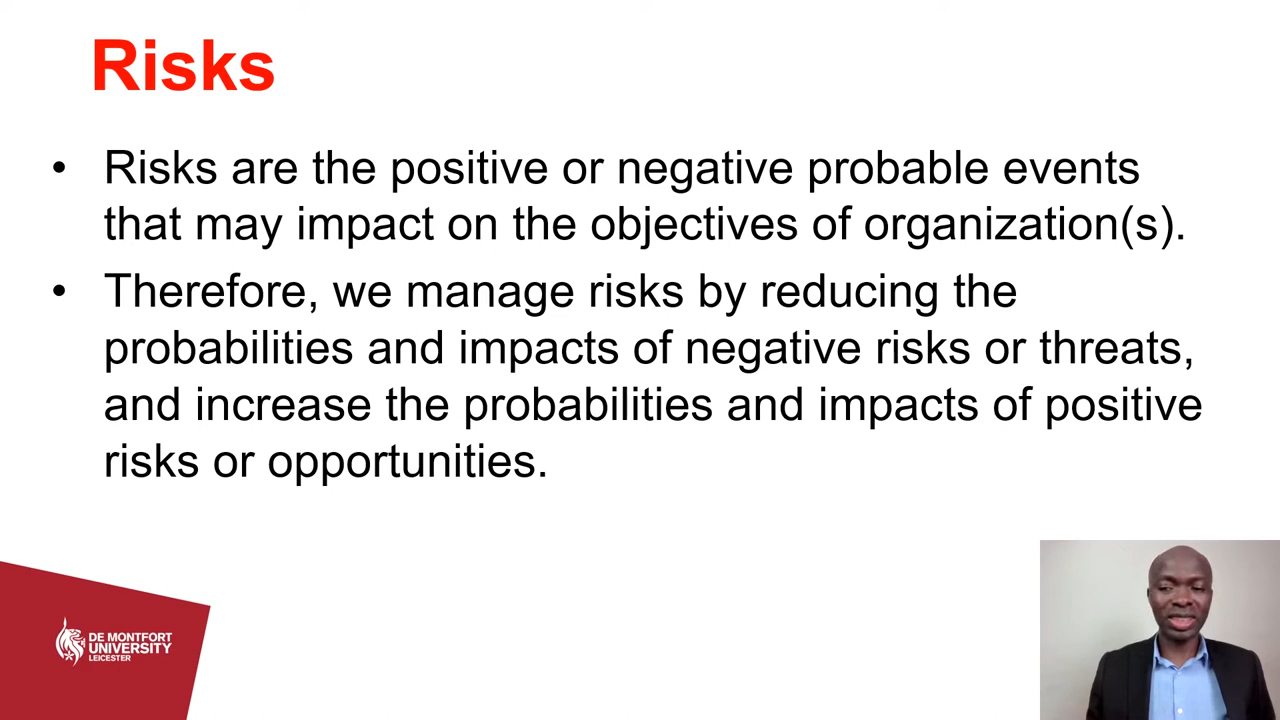 Risks
• Risks are the positive or negative probable events
that may impact on the objectives of organization(s).
• Therefore, we manage risks by reducing the
probabilities and impacts of negative risks or threats,
and increase the probabilities and impacts of positive
risks or opportunities.
DE MONTFORT
UNIVERSITY
LEICESTER